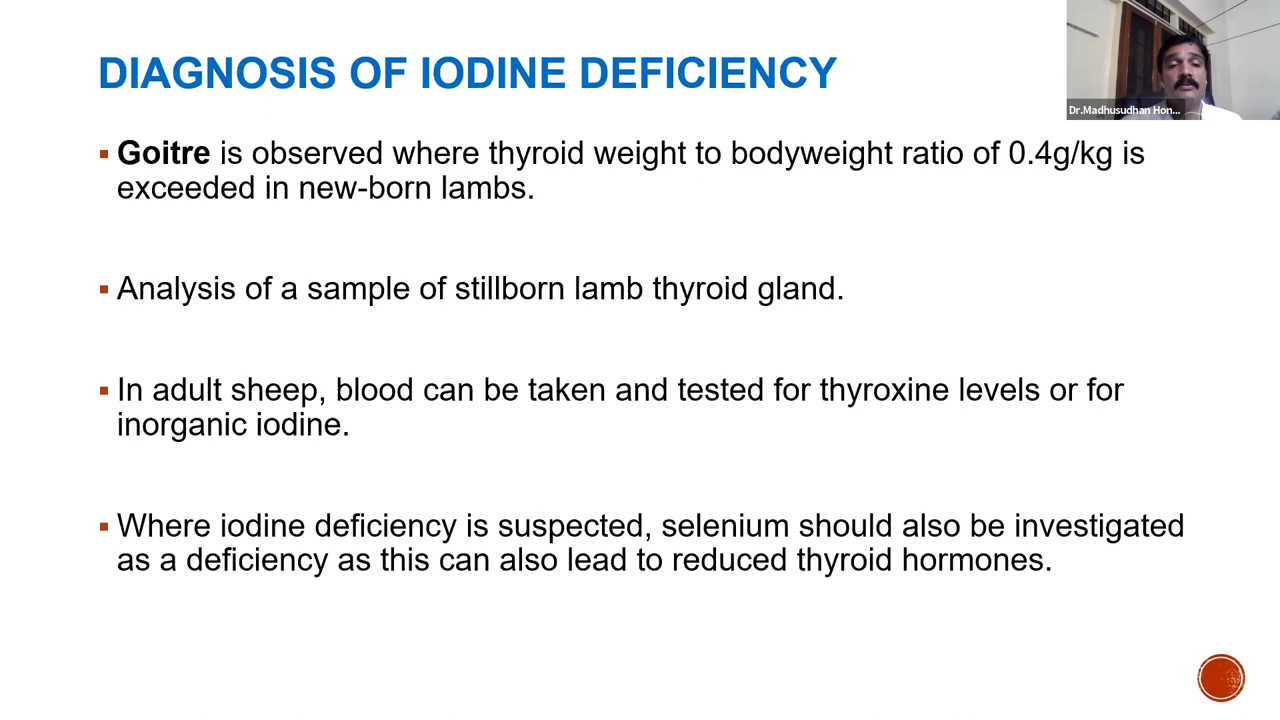 DIAGNOSIS OF IODINE DEFICIENCY
Dr.Madhusudhan Hon...
▪ Goitre is observed where thyroid weight to bodyweight ratio of 0.4g/kg is
exceeded in new-born lambs.
▪ Analysis of a sample of stillborn lamb thyroid gland.
▪ In adult sheep, blood can be taken and tested for thyroxine levels or for
inorganic iodine.
▪ Where iodine deficiency is suspected, selenium should also be investigated
as a deficiency as this can also lead to reduced thyroid hormones.